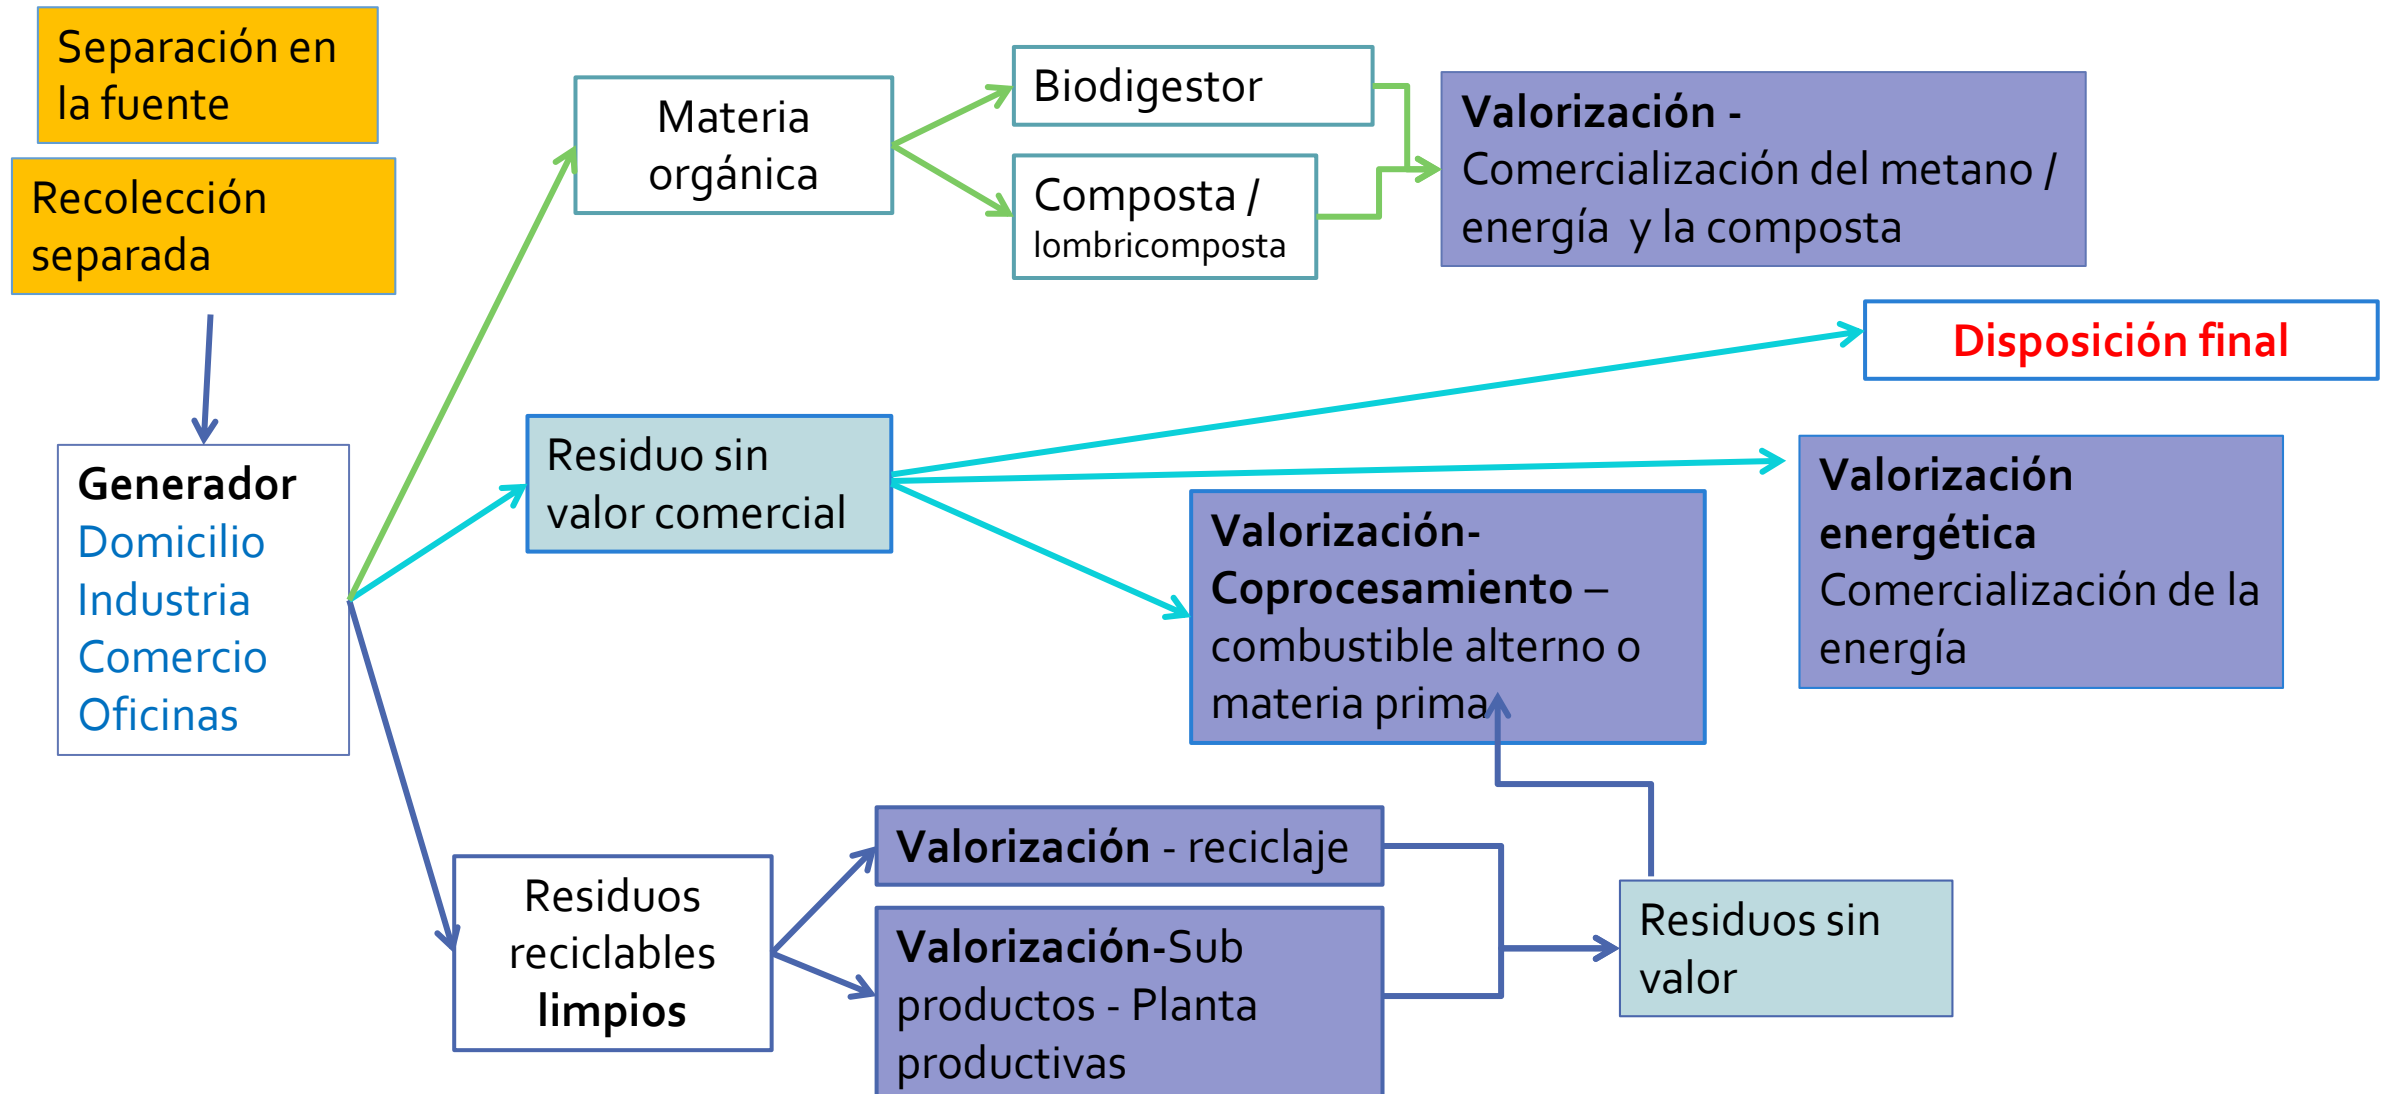 Separación en
la fuente
Recolección
separada
Generador
Domicilio
Industria
Comercio
Oficinas
Materia
orgánica
Biodigestor
Composta /
lombricomposta
Valorización -
Comercialización del metano /
energía y la composta
Disposición final
Residuo sin
valor comercial
Valorización-
Coprocesamiento –
combustible alterno o
materia prima
Valorización
energética
Comercialización de la
energía
Residuos
reciclables
limpios
Valorización - reciclaje
Valorización-Sub
productos - Planta
productivas
Residuos sin
valor